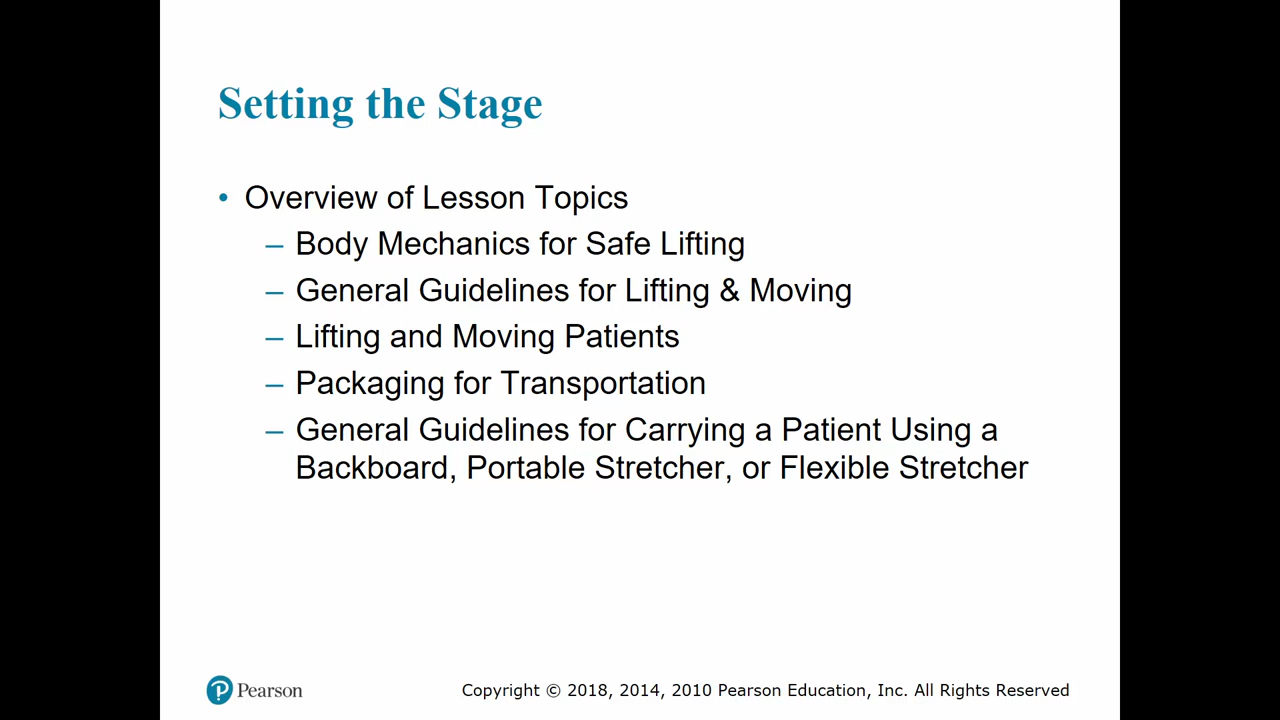 Setting the Stage
• Overview of Lesson Topics
– Body Mechanics for Safe Lifting
– General Guidelines for Lifting & Moving
– Lifting and Moving Patients
– Packaging for Transportation
– General Guidelines for Carrying a Patient Using a
Backboard, Portable Stretcher, or Flexible Stretcher
P Pearson
Copyright © 2018, 2014, 2010 Pearson Education, Inc. All Rights Reserved